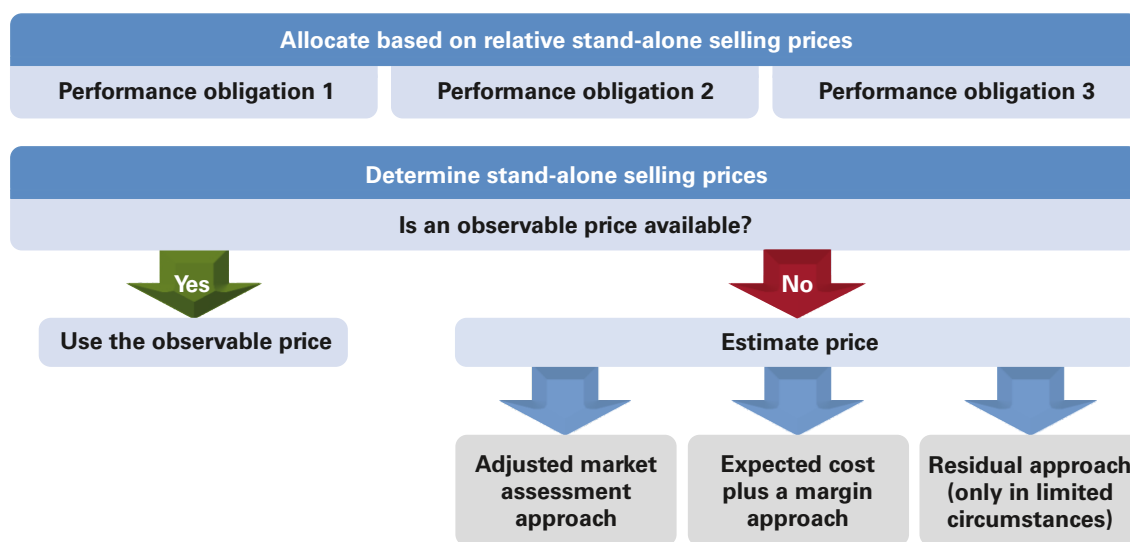 Allocate based on relative stand-alone selling prices
Performance obligation 1
Performance obligation 2
Performance obligation 3
Determine stand-alone selling prices
Is an observable price available?
Yes
No
Use the observable price
Estimate price
Adjusted market
assessment
approach
Expected cost
plus a margin
approach
Residual approach
(only in limited
circumstances)